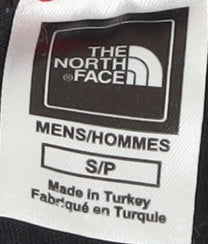 THE
NORTH
®FACE
MENS/HOMMES
S/P
Made in Turkey
Fabriqué en Turquie